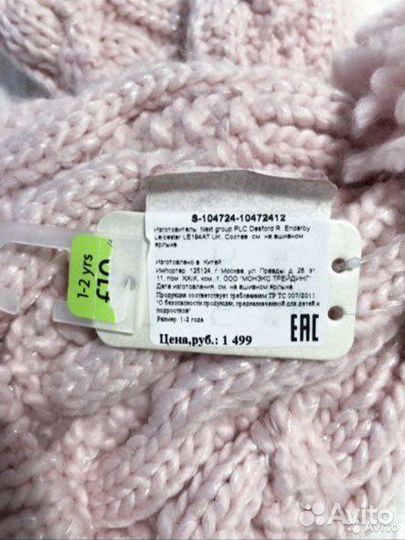 S-104724-10472412
Изготовитель: Next group PLC Desford R. Enderby
Leicester LE194AT UK. Состав: см. на вшивном
ярлыке
Изготовлено в: Китай
Импортер: 125124, г. Москва, ул. Правды, д. 26, эт.
11, пом. XXIX, ком. 1, ООО "МОНЭКС ТРЕЙДИНГ"
Дата изготовления: см. на вшивном ярлыке
Продукция соответствует требованиям ТР ТС 007/2011
"О безопасности продукции, предназначенной для детей и
подростков"
Размер: 1-2 года
Цена,руб.: 1 499
EAC
1-2 yrs
£10
Avito